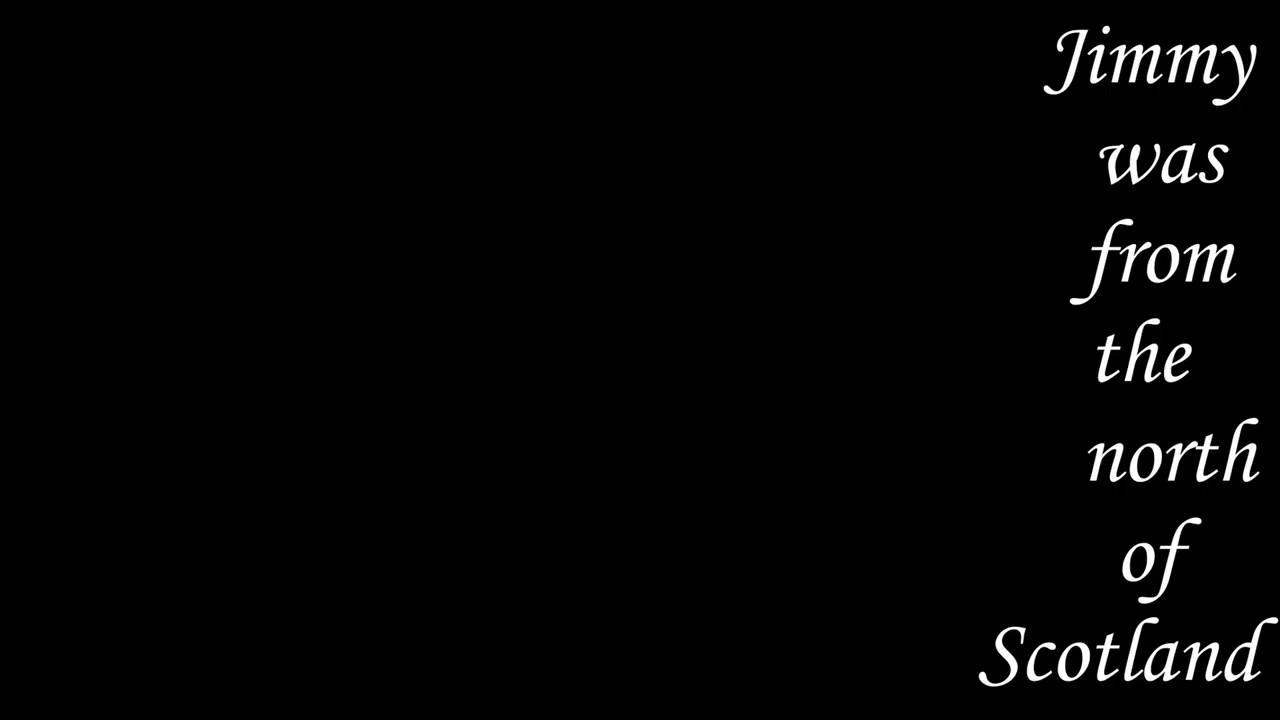 Jimmy
was
from
the
north
of
Scotland